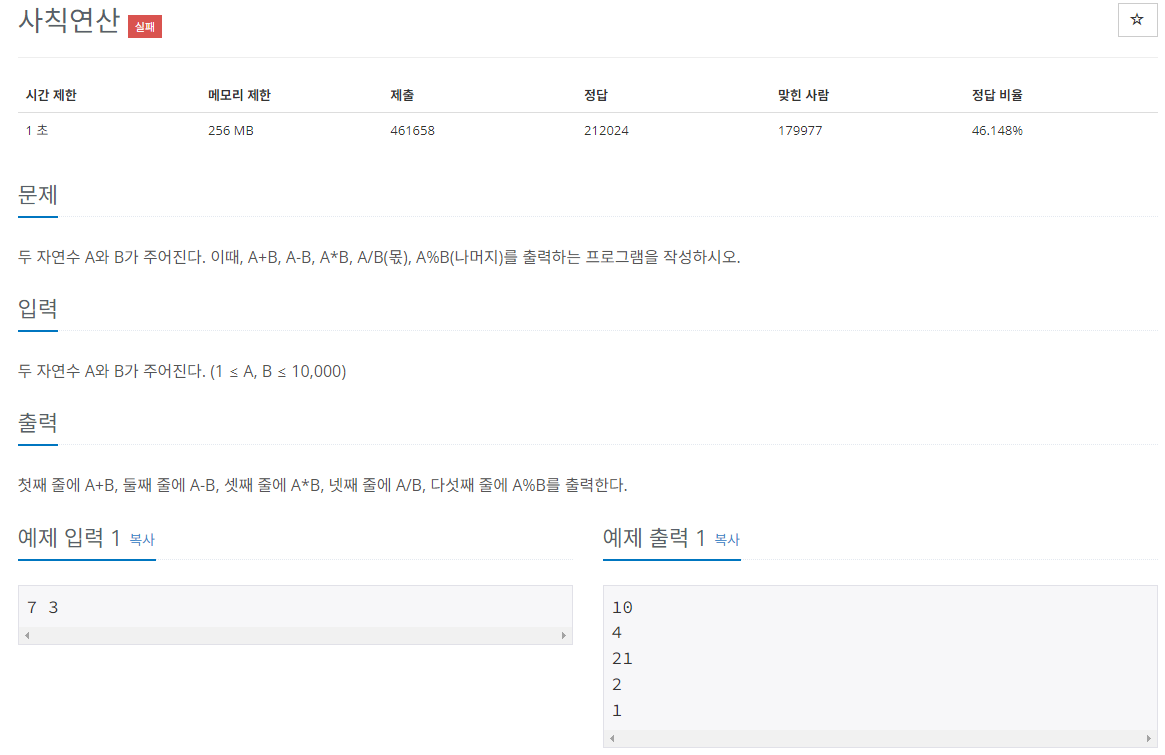 사칙연산 실패
☆
시간 제한 메모리 제한 제출 정답 맞힌 사람 정답 비율
1 초 256 MB 461658 212024 179977 46.148%
문제
두 자연수 A와 B가 주어진다. 이때, A+B, A-B, A*B, A/B(몫), A%B(나머지)를 출력하는 프로그램을 작성하시오.
입력
두 자연수 A와 B가 주어진다. (1 ≤ A, B ≤ 10,000)
출력
첫째 줄에 A+B, 둘째 줄에 A-B, 셋째 줄에 A*B, 넷째 줄에 A/B, 다섯째 줄에 A%B를 출력한다.
예제 입력 1 복사
7 3
예제 출력 1 복사
10
4
21
2
1